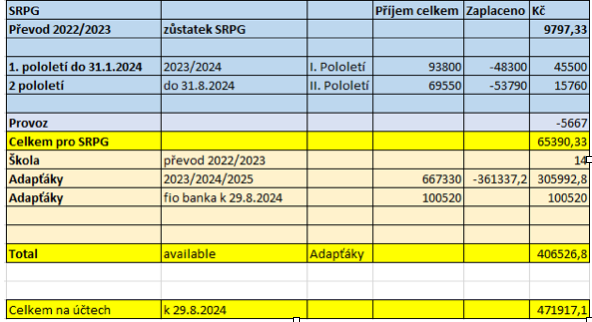 SRPG Příjem celkem Zaplaceno Kč
Převod 2022/2023 zůstatek SRPG 9797,33
1. pololetí do 31.1.2024 2023/2024 I. Pololetí 93800 -48300 45500
2 pololetí do 31.8.2024 II. Pololetí 69550 -53790 15760
Provoz -5667
Celkem pro SRPG 65390,33
Škola převod 2022/2023 14
Adapťáky 2023/2024/2025 667330 -361337,2 305992,8
Adapťáky fio banka k 29.8.2024 100520 100520
Total available Adapťáky 406526,8
Celkem na účtech k 29.8.2024 471917,1